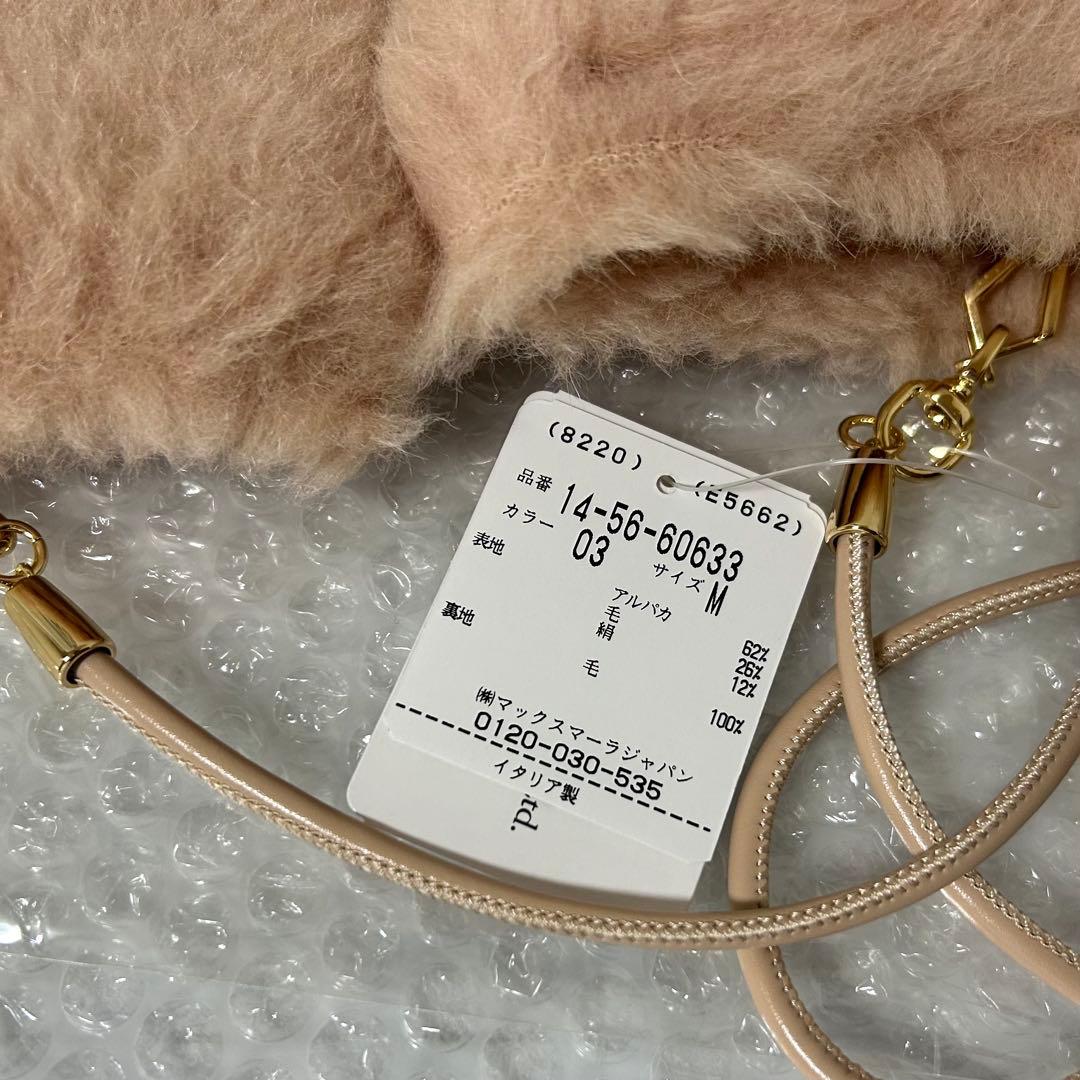 (8220) (E5662)
品番 14-56-60633
カラー 03 サイズ M
表地 アルパカ 62%
毛 26%
絹 12%
裏地 毛 100%
㈱マックスマーラジャパン
0120-030-535
イタリア製
td.